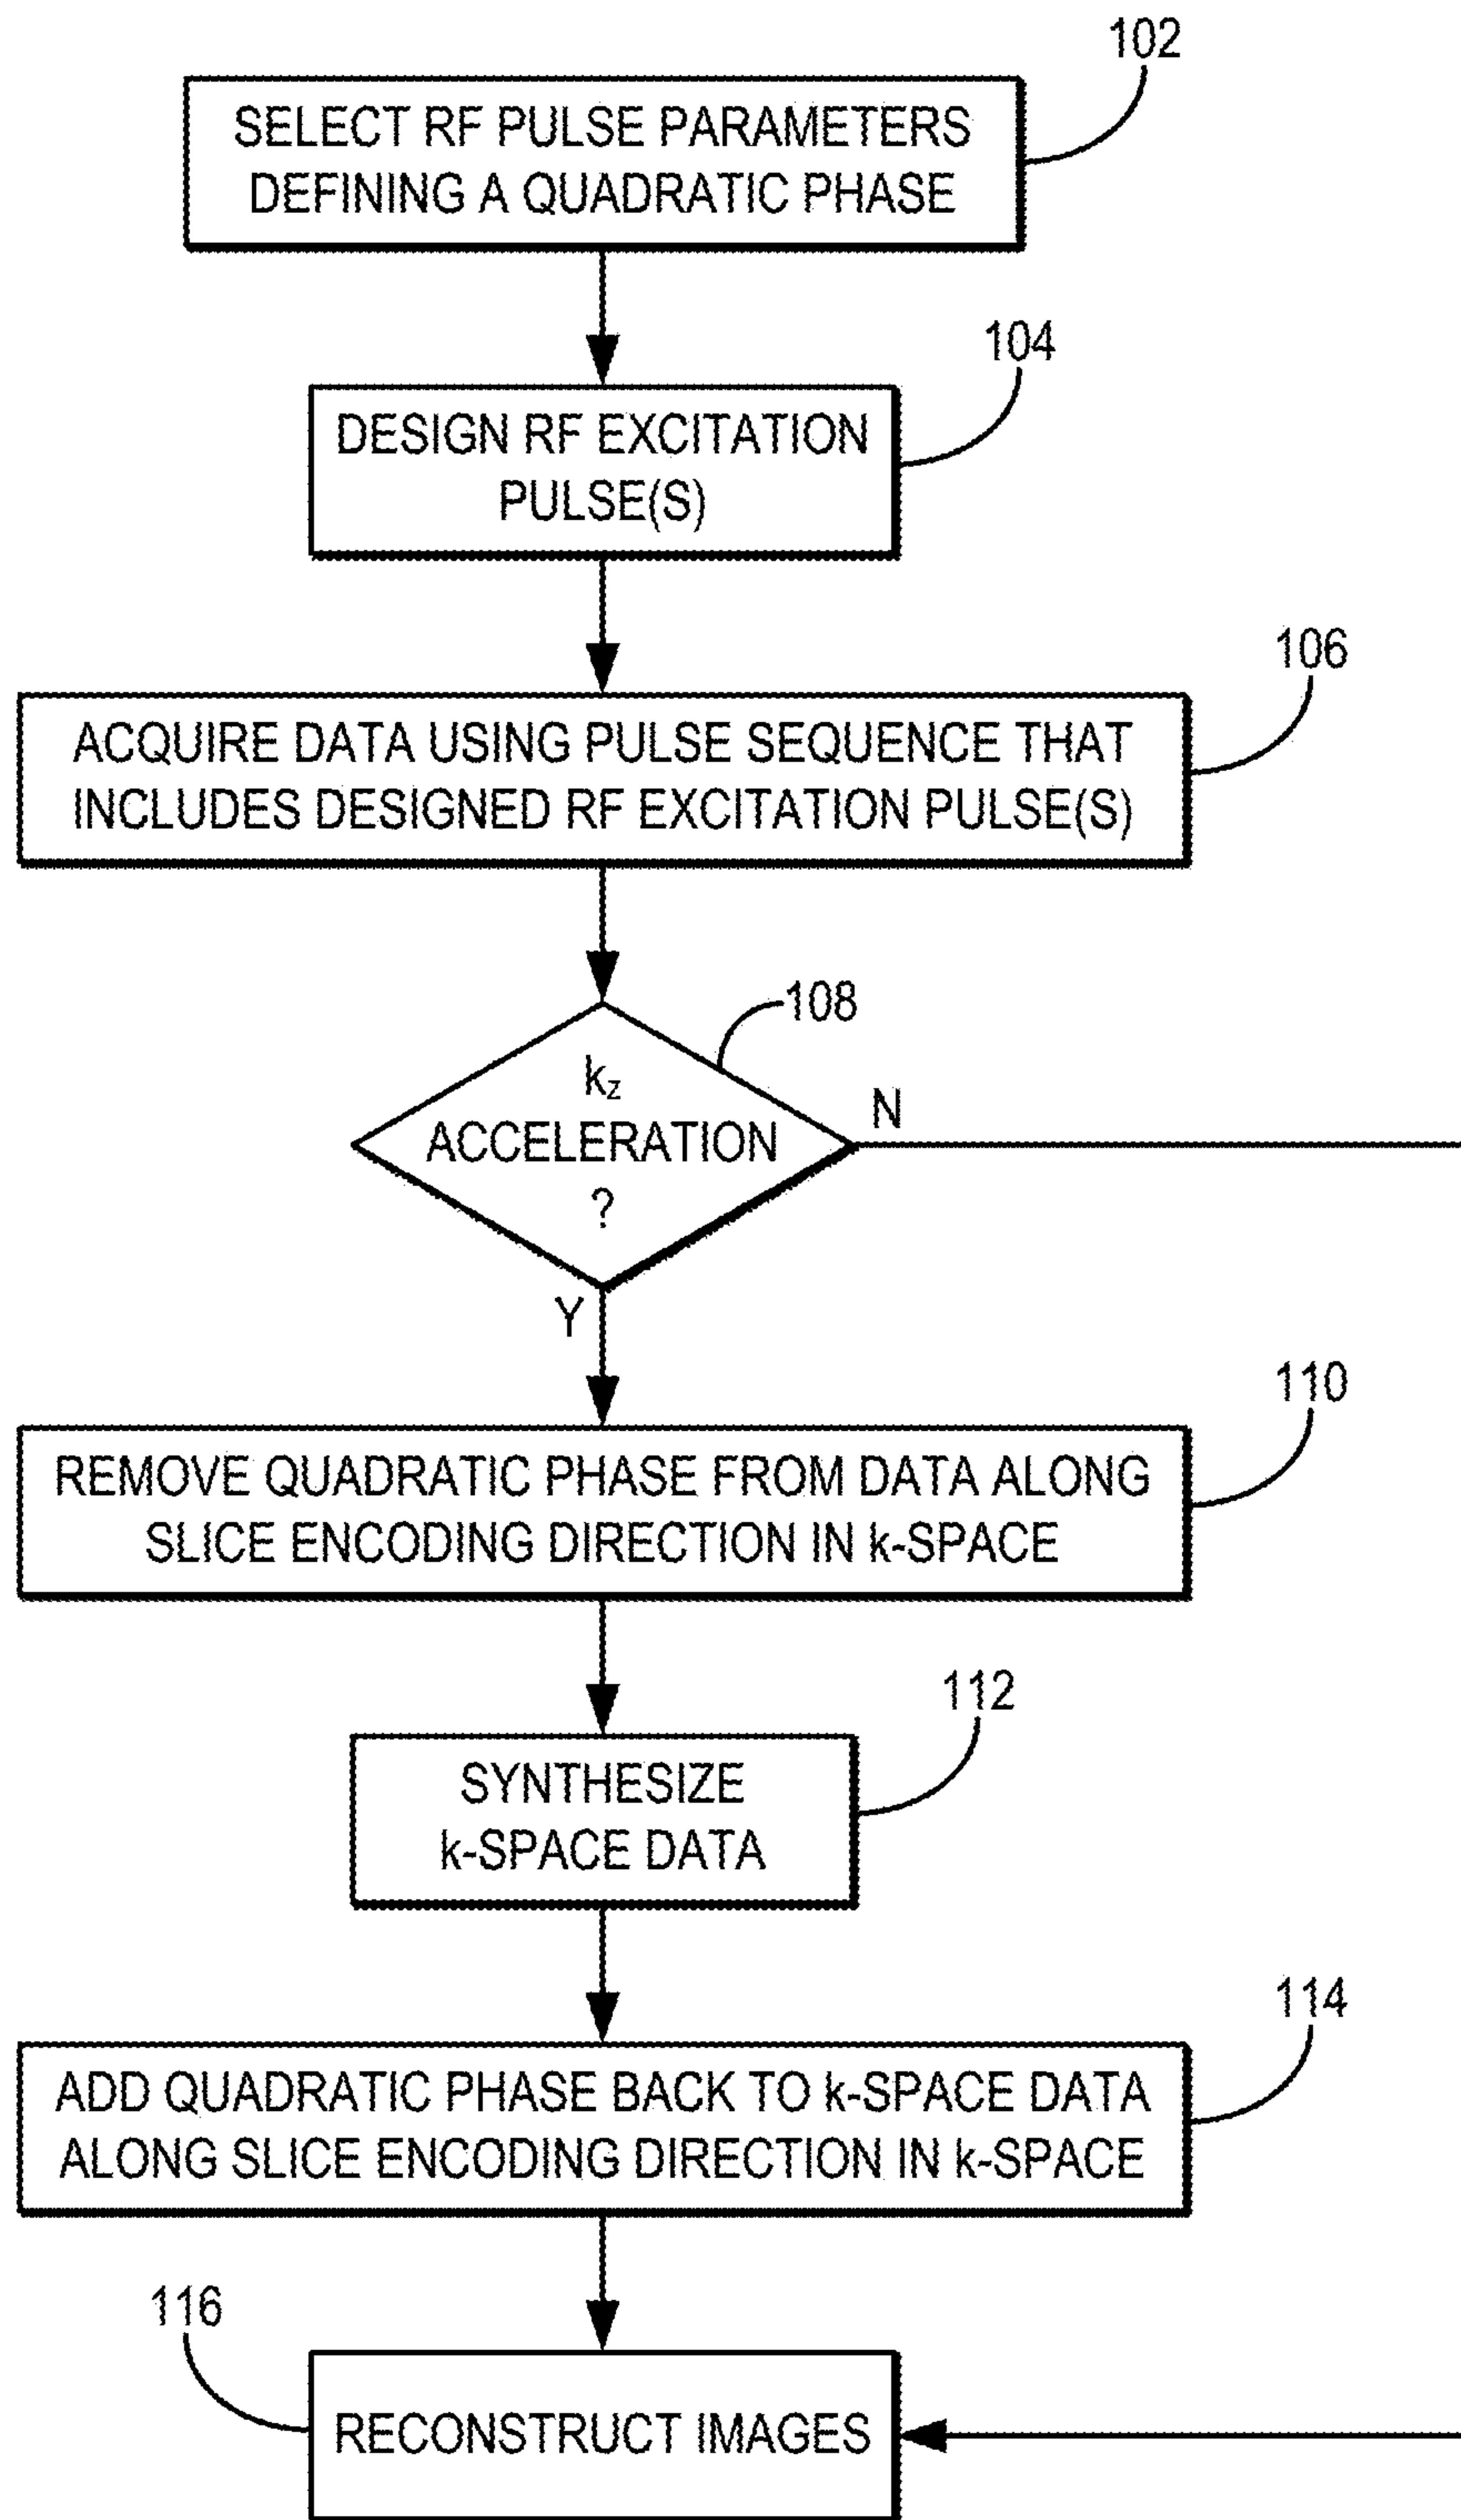 102
SELECT RF PULSE PARAMETERS
DEFINING A QUADRATIC PHASE
104
DESIGN RF EXCITATION
PULSE(S)
106
ACQUIRE DATA USING PULSE SEQUENCE THAT
INCLUDES DESIGNED RF EXCITATION PULSE(S)
108
kz
ACCELERATION
?
N
Y
110
REMOVE QUADRATIC PHASE FROM DATA ALONG
SLICE ENCODING DIRECTION IN k-SPACE
112
SYNTHESIZE
k-SPACE DATA
114
ADD QUADRATIC PHASE BACK TO k-SPACE DATA
ALONG SLICE ENCODING DIRECTION IN k-SPACE
116
RECONSTRUCT IMAGES